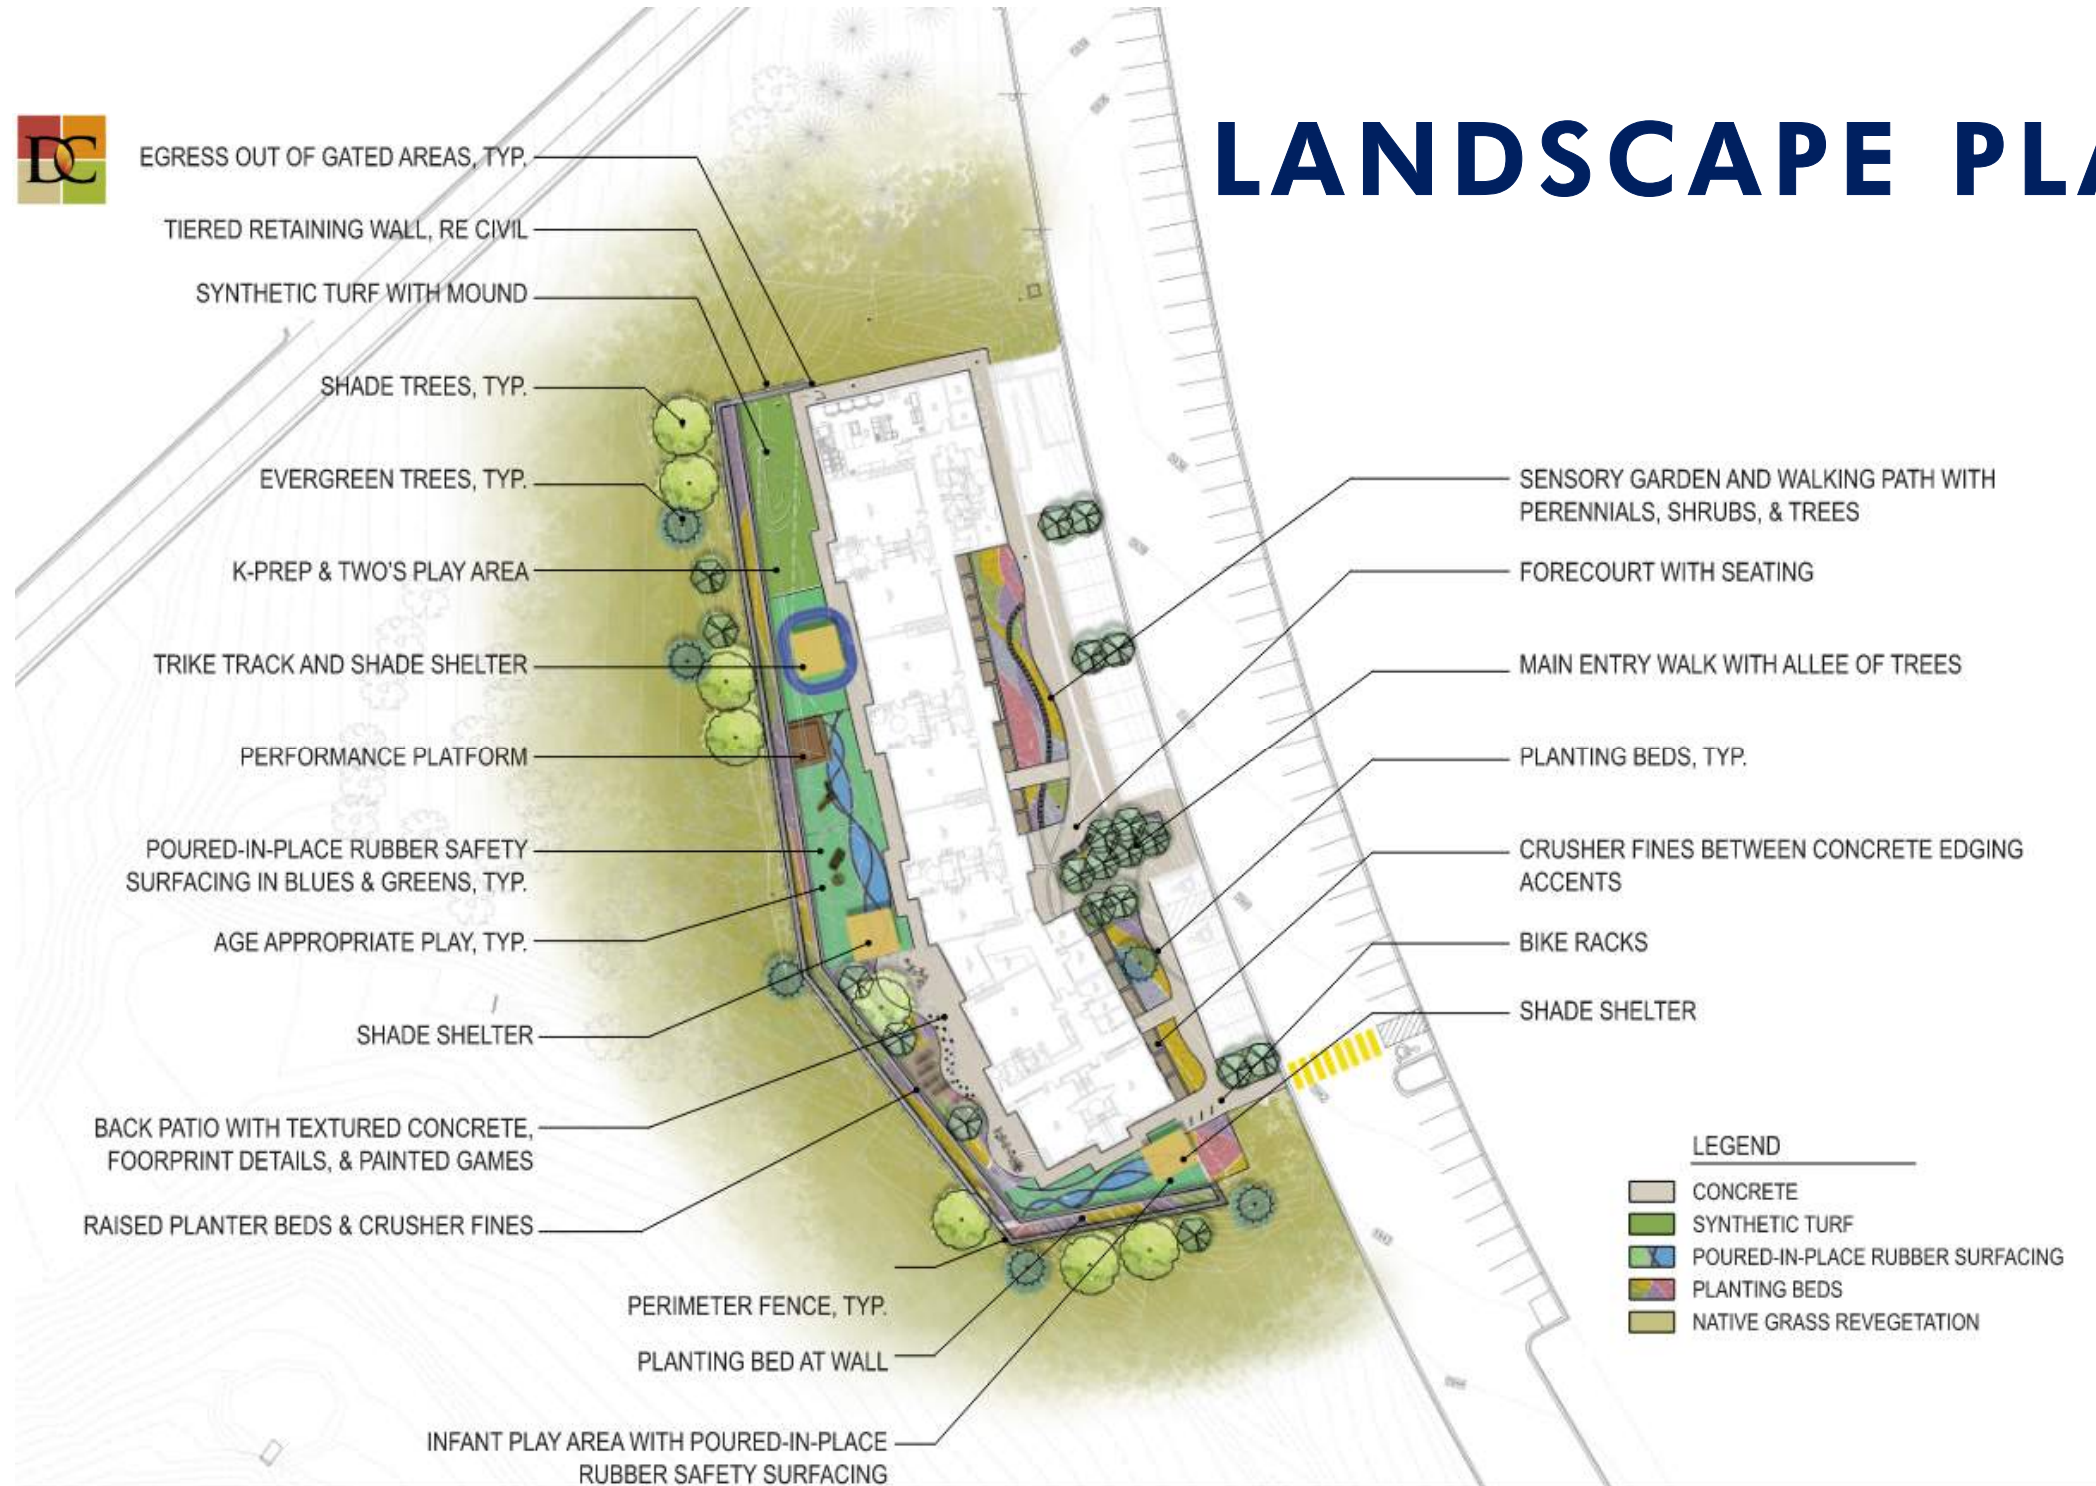 LANDSCAPE PLA
DC
EGRESS OUT OF GATED AREAS, TYP.
TIERED RETAINING WALL, RE CIVIL
SYNTHETIC TURF WITH MOUND
SHADE TREES, TYP.
EVERGREEN TREES, TYP.
K-PREP & TWO'S PLAY AREA
TRIKE TRACK AND SHADE SHELTER
PERFORMANCE PLATFORM
POURED-IN-PLACE RUBBER SAFETY
SURFACING IN BLUES & GREENS, TYP.
AGE APPROPRIATE PLAY, TYP.
SHADE SHELTER
BACK PATIO WITH TEXTURED CONCRETE,
FOORPRINT DETAILS, & PAINTED GAMES
RAISED PLANTER BEDS & CRUSHER FINES
PERIMETER FENCE, TYP.
PLANTING BED AT WALL
INFANT PLAY AREA WITH POURED-IN-PLACE
RUBBER SAFETY SURFACING
SENSORY GARDEN AND WALKING PATH WITH
PERENNIALS, SHRUBS, & TREES
FORECOURT WITH SEATING
MAIN ENTRY WALK WITH ALLEE OF TREES
PLANTING BEDS, TYP.
CRUSHER FINES BETWEEN CONCRETE EDGING
ACCENTS
BIKE RACKS
SHADE SHELTER
LEGEND
CONCRETE
SYNTHETIC TURF
POURED-IN-PLACE RUBBER SURFACING
PLANTING BEDS
NATIVE GRASS REVEGETATION